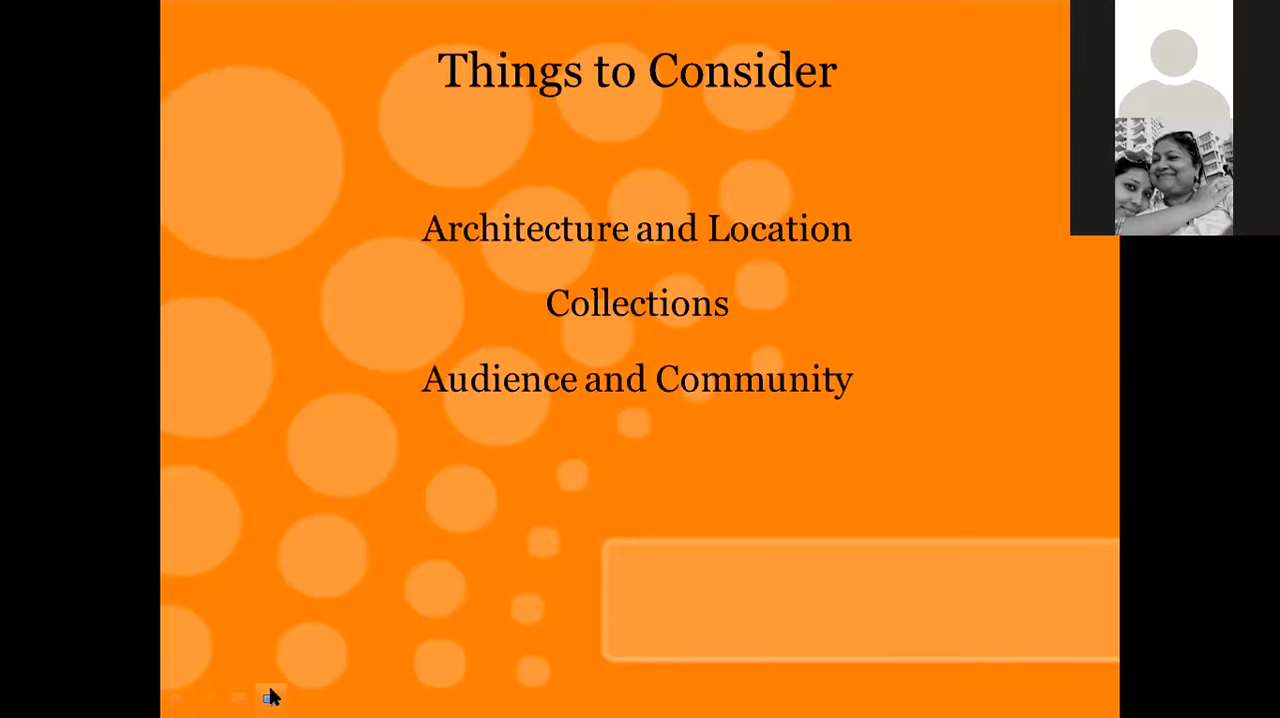 Things to Consider
Architecture and Location
Collections
Audience and Community